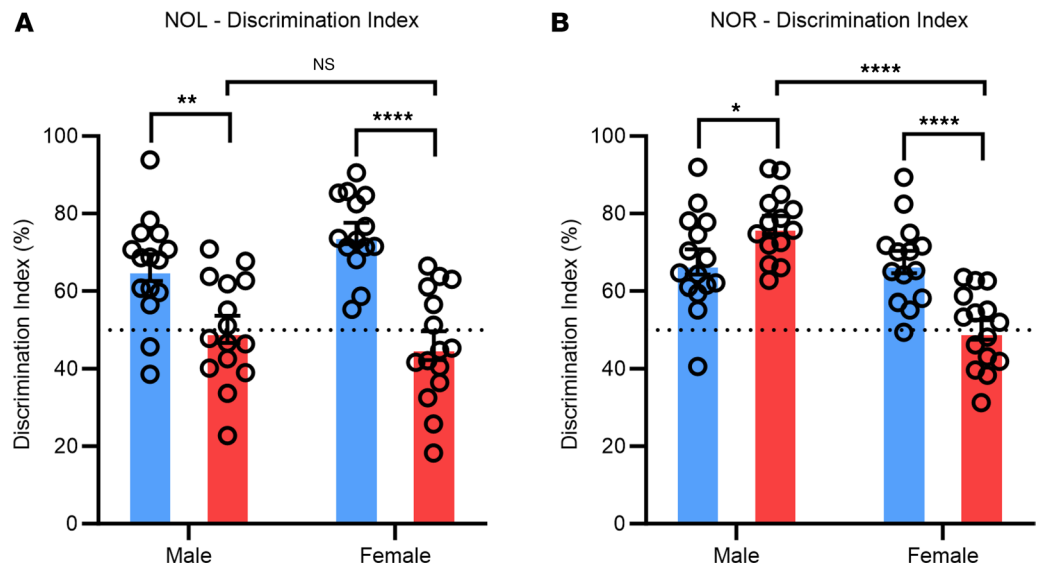 A
NOL - Discrimination Index
NS
**
****
100
80
60
40
20
0
Discrimination Index (%)
Male
Female
B
NOR - Discrimination Index
****
*
****
100
80
60
40
20
0
Discrimination Index (%)
Male
Female